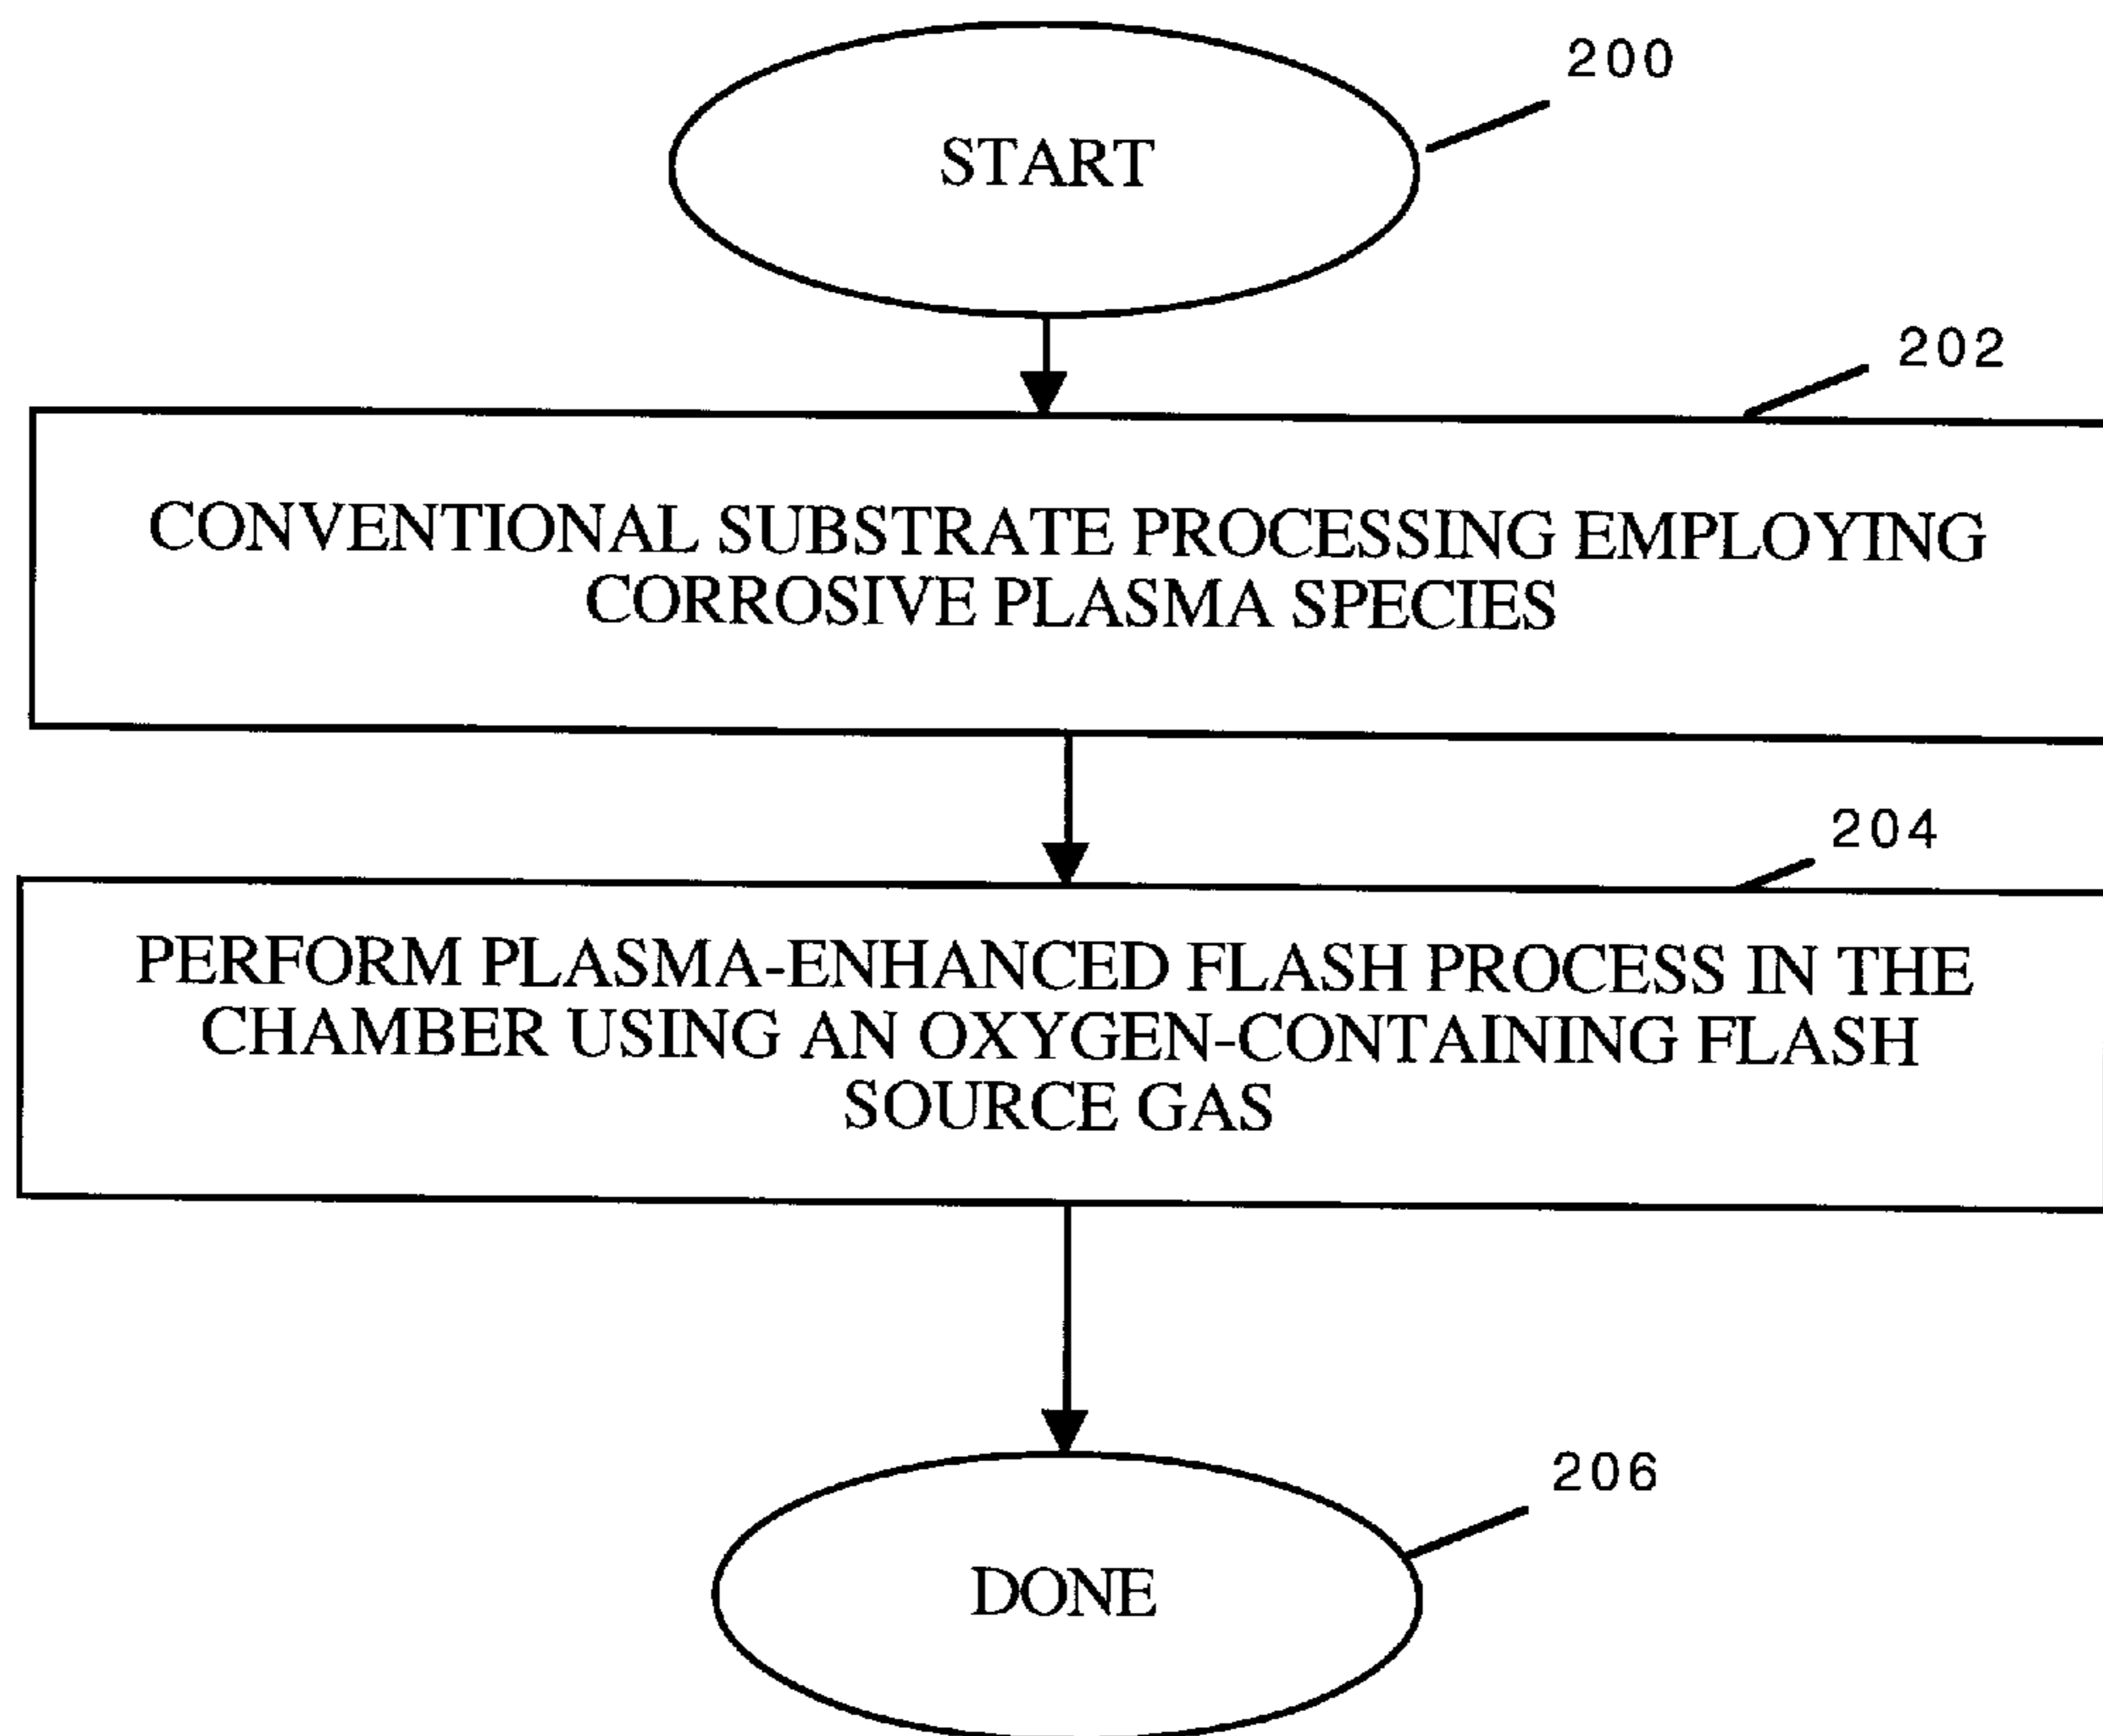 200
START
202
CONVENTIONAL SUBSTRATE PROCESSING EMPLOYING
CORROSIVE PLASMA SPECIES
204
PERFORM PLASMA-ENHANCED FLASH PROCESS IN THE
CHAMBER USING AN OXYGEN-CONTAINING FLASH
SOURCE GAS
206
DONE